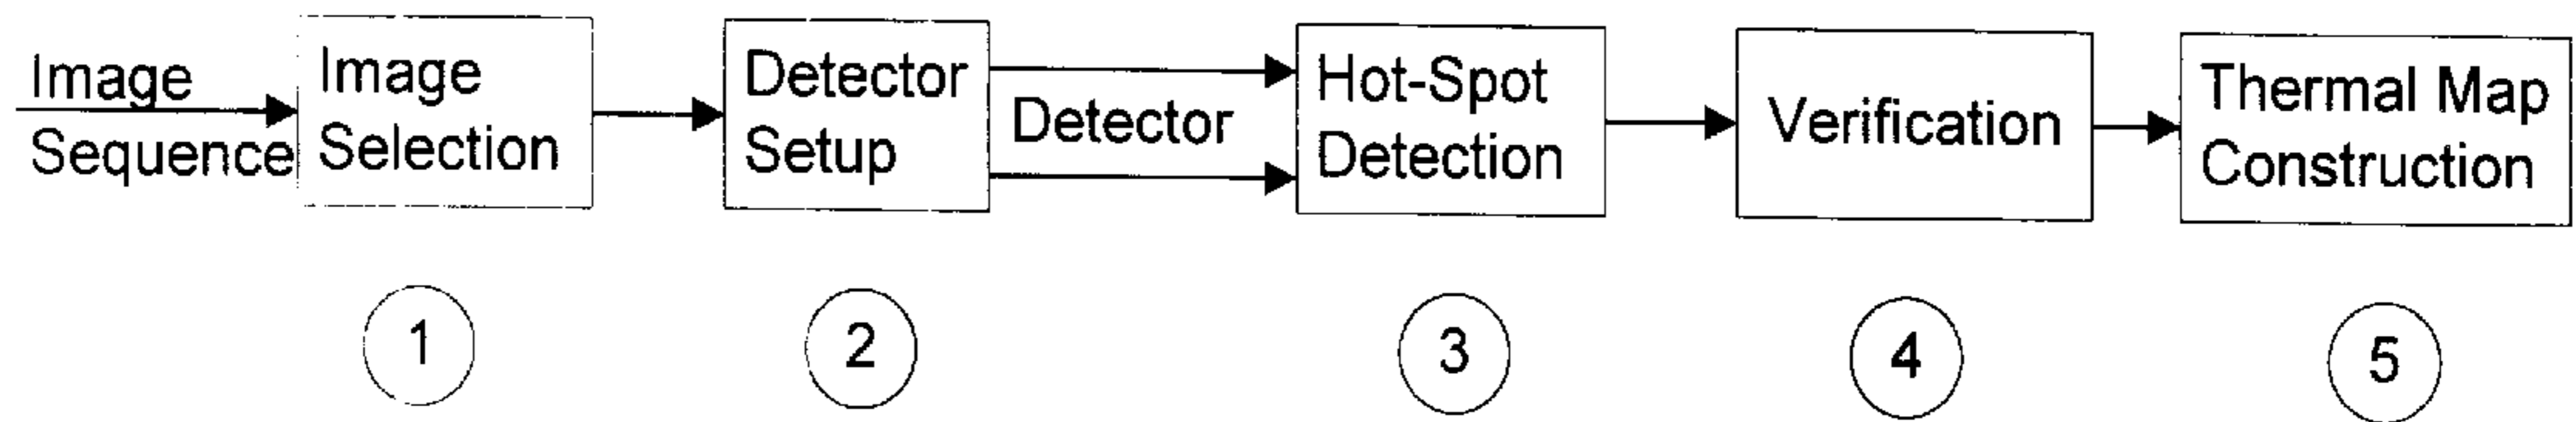 Image
Sequence
Image
Selection
Detector
Setup
Detector
Hot-Spot
Detection
Verification
Thermal Map
Construction
1
2
3
4
5